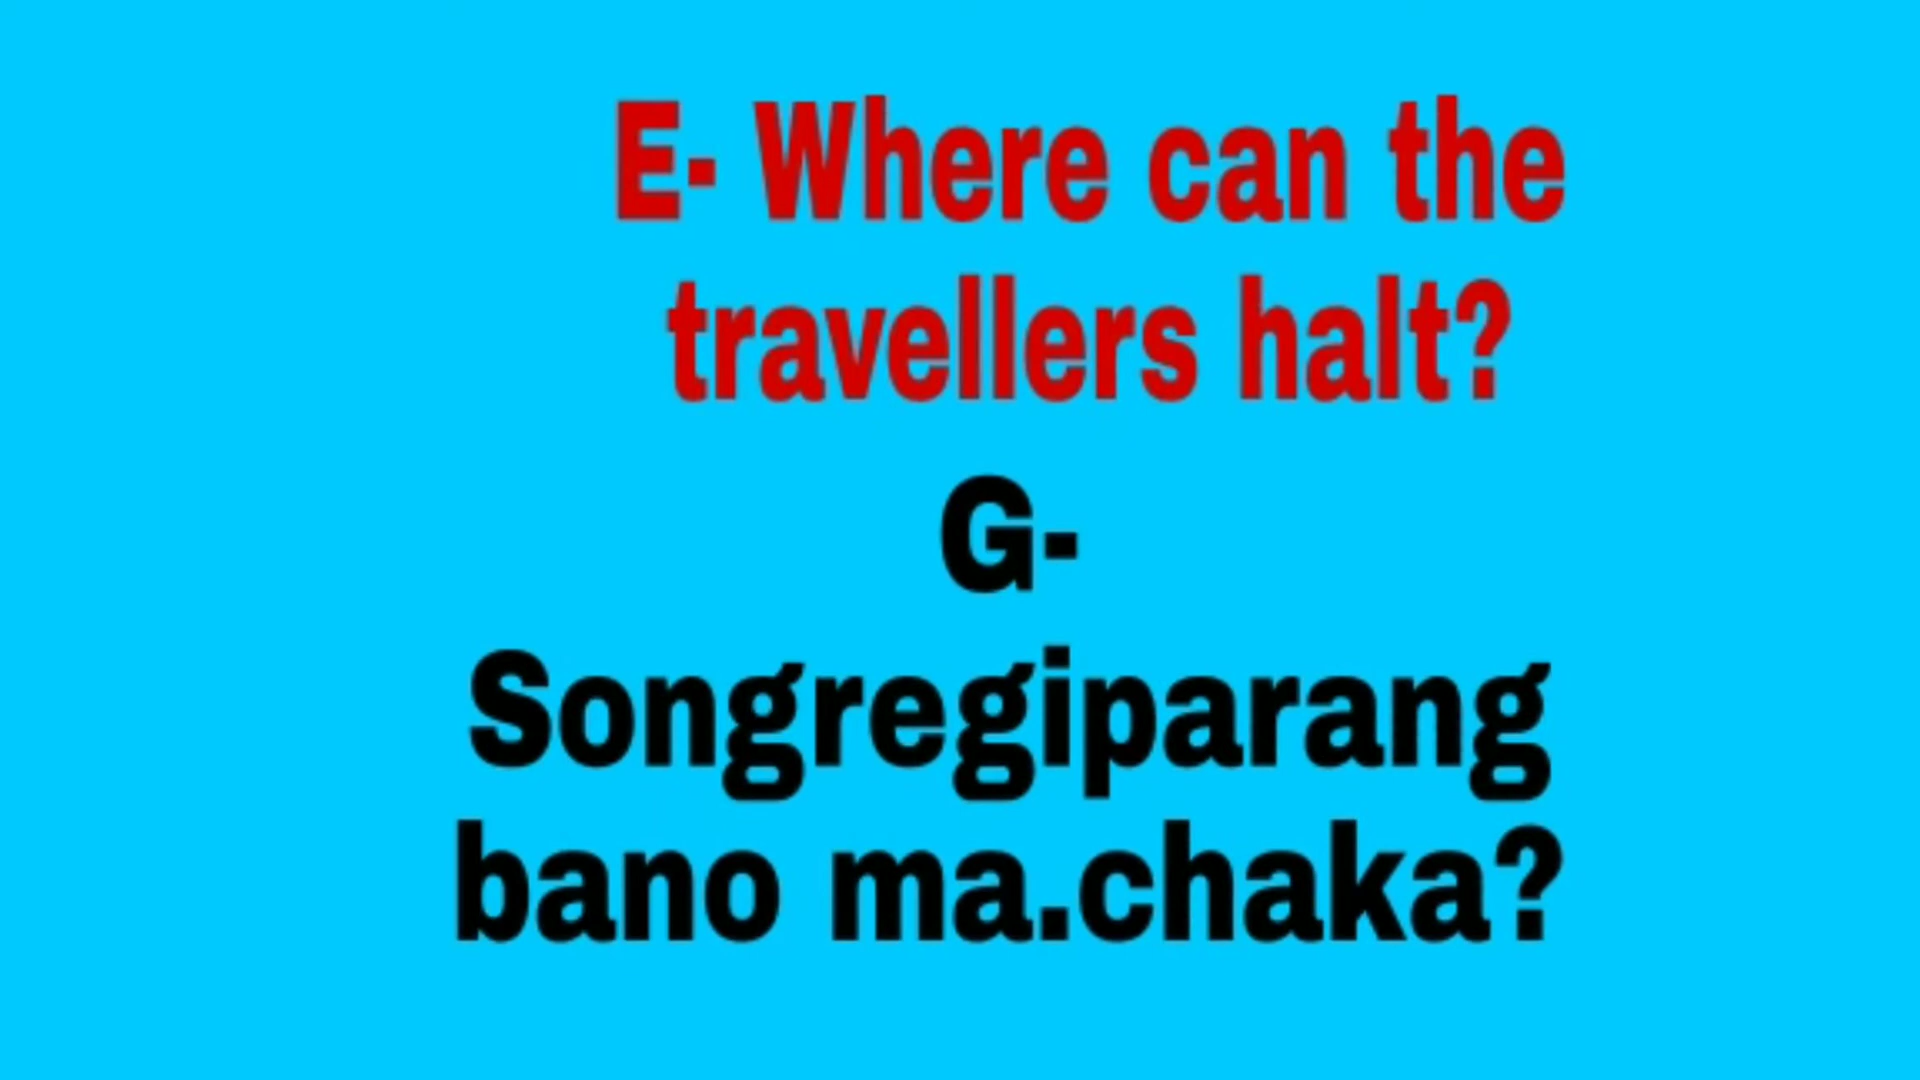 E- Where can the
travellers halt?
G-
Songregiparang
bano ma.chaka?